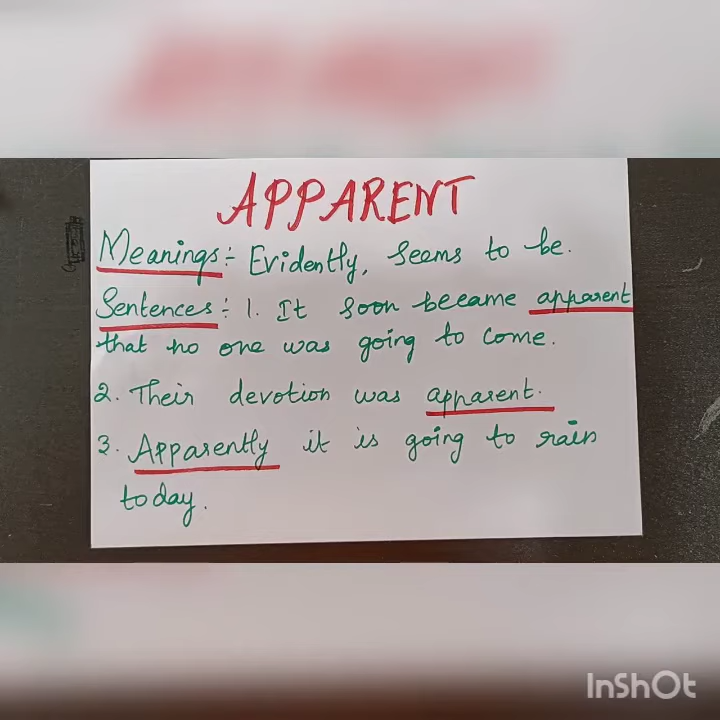 APPARENT
Meanings:- Evidently, seems to be.
Sentences:- 1. It soon became apparent
that no one was going to come.
2. Their devotion was apparent.
3. Apparently it is going to rain
today.
InShOt